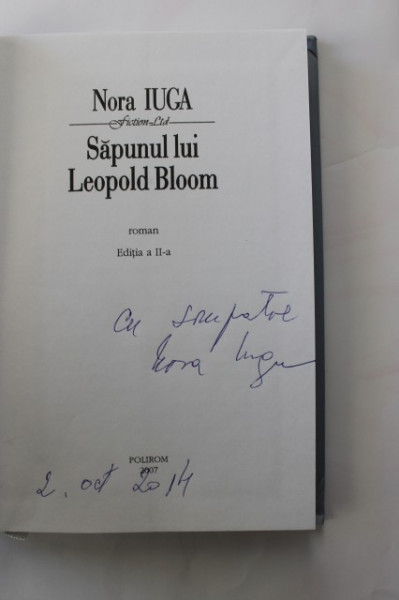 Nora IUGA
Fiction Ltd
Săpunul lui
Leopold Bloom
roman
Ediția a II-a
Cu simpatie
Nora Iuga
POLIROM
2007
2. oct 2014